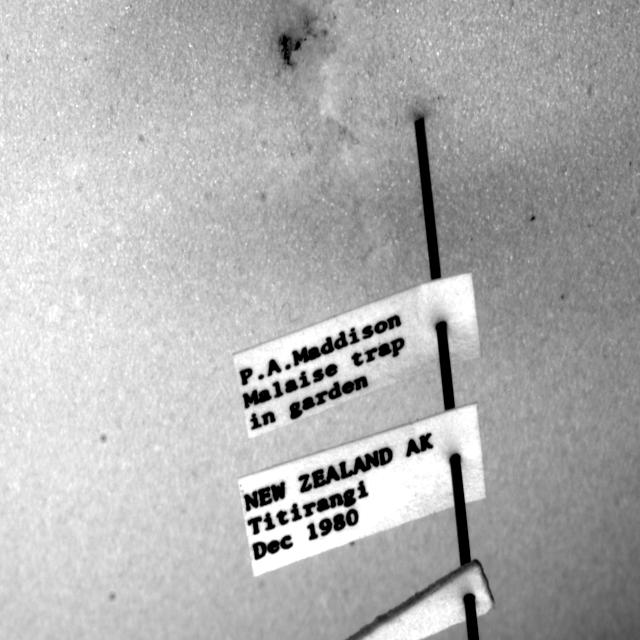 P.A.Maddison
Malaise trap
in garden
NEW ZEALAND AK
Titirangi
Dec 1980